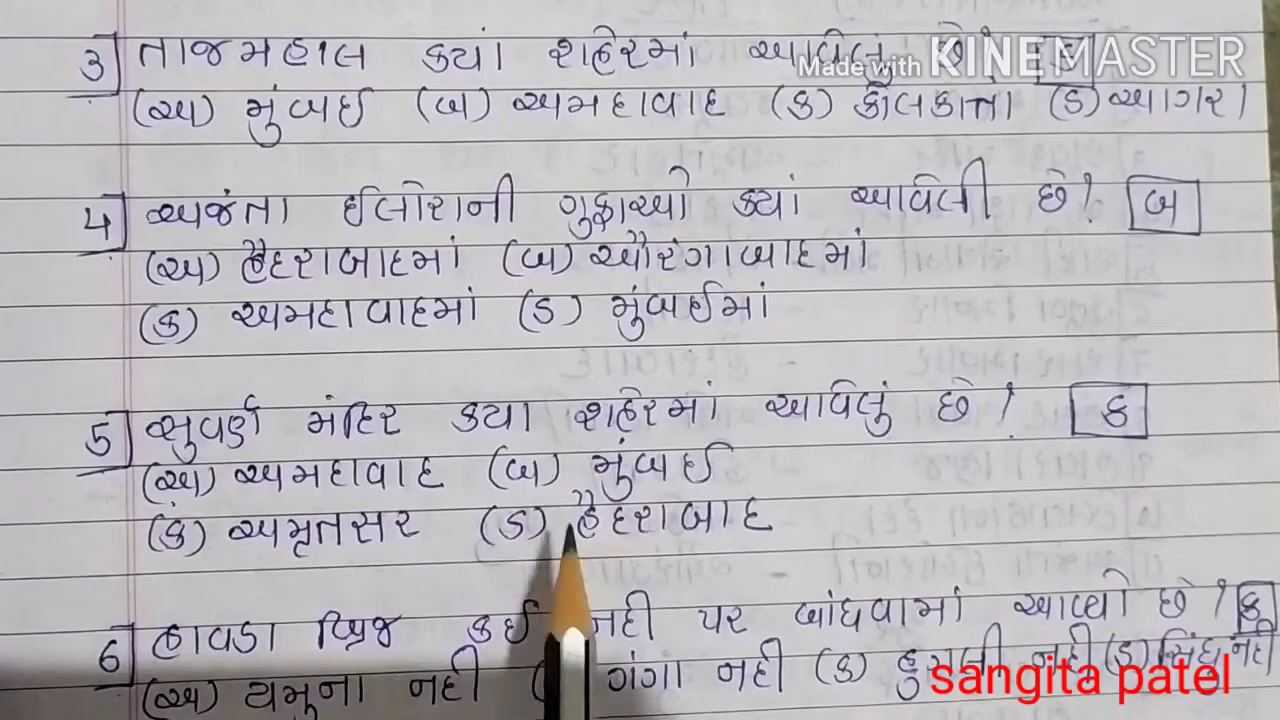 3] તાજમહાલ ક્યાં શહેરમાં આવેલું છે?
Made with KINEMASTER
(અ) મુંબઈ (બ) અમદાવાદ (ક) કોલકાતા (ડ) આગરા
4] અજંતા ઈલોરાની ગુફાઓ ક્યાં આવેલી છે? બ
(અ) હૈદરાબાદમાં (બ) ઔરંગાબાદમાં
(ક) અમદાવાદમાં (ડ) મુંબઈમાં
5] સુવર્ણ મંદિર ક્યા શહેરમાં આવેલું છે? ક
(અ) અમદાવાદ (બ) મુંબઈ
(ક) અમૃતસર (ડ) હૈદરાબાદ
6] હાવડા બ્રિજ કઈ નદી પર બાંધવામાં આવ્યો છે? ક
(અ) યમુના નદી ગંગા નદી (ક) હુગલી નદી (ડ) સિંધુ નદી
sangita patel